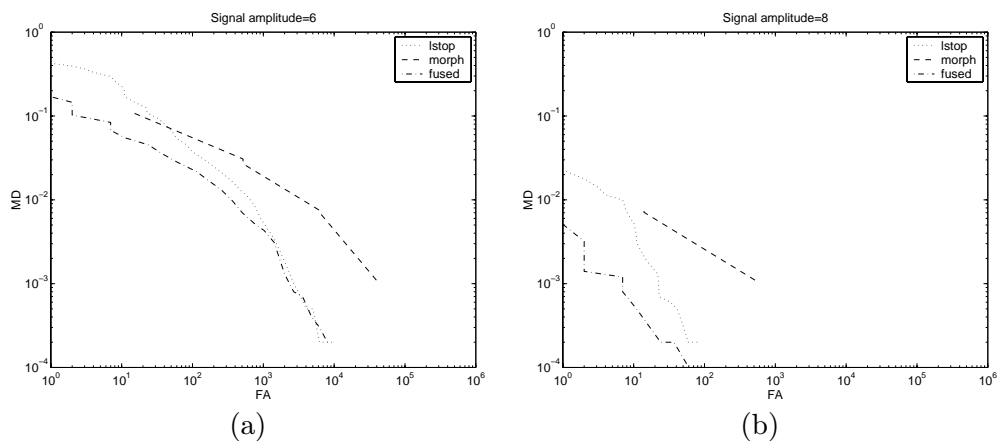 Signal amplitude=6
10^0
10^-1
10^-2
10^-3
10^-4
MD
10^0 10^1 10^2 10^3 10^4 10^5 10^6
FA
lstop
morph
fused
(a)
Signal amplitude=8
10^0
10^-1
10^-2
10^-3
10^-4
MD
10^0 10^1 10^2 10^3 10^4 10^5 10^6
FA
lstop
morph
fused
(b)